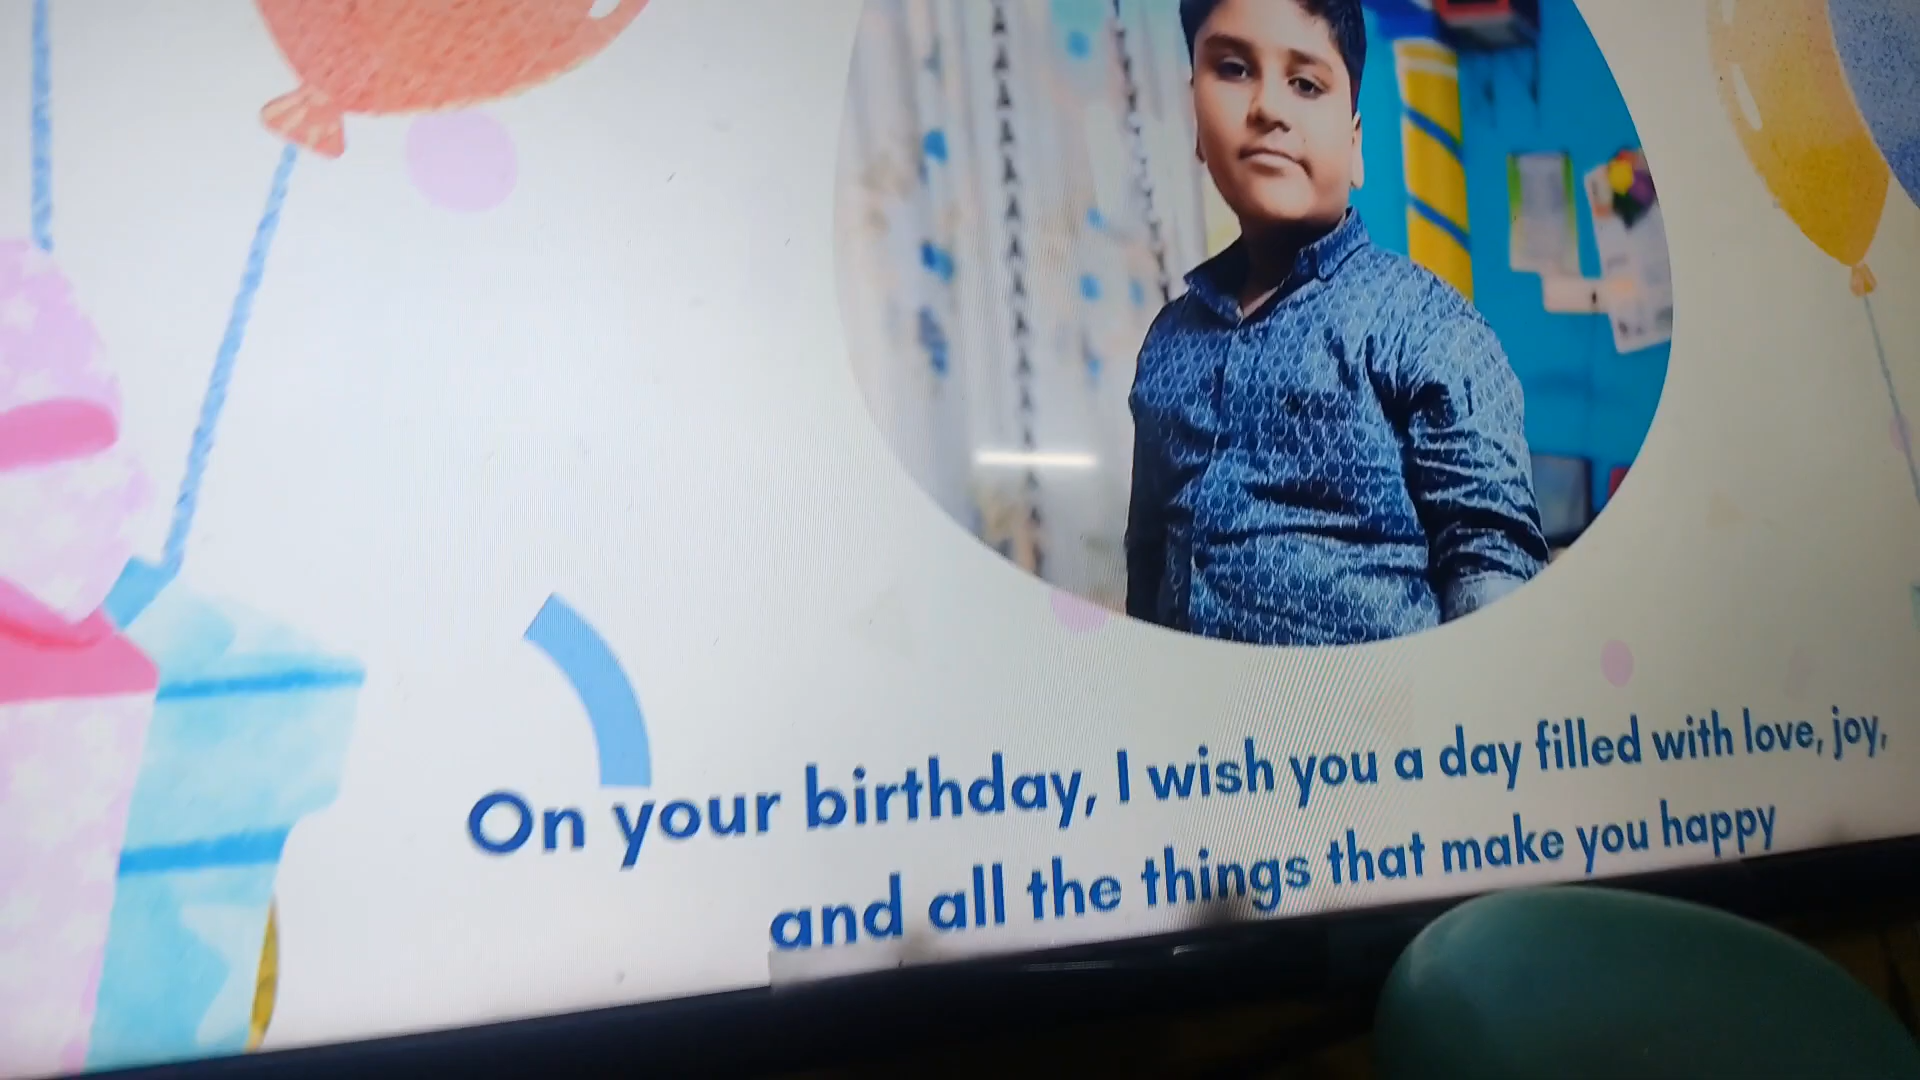 On your birthday, I wish you a day filled with love, joy,
and all the things that make you happy